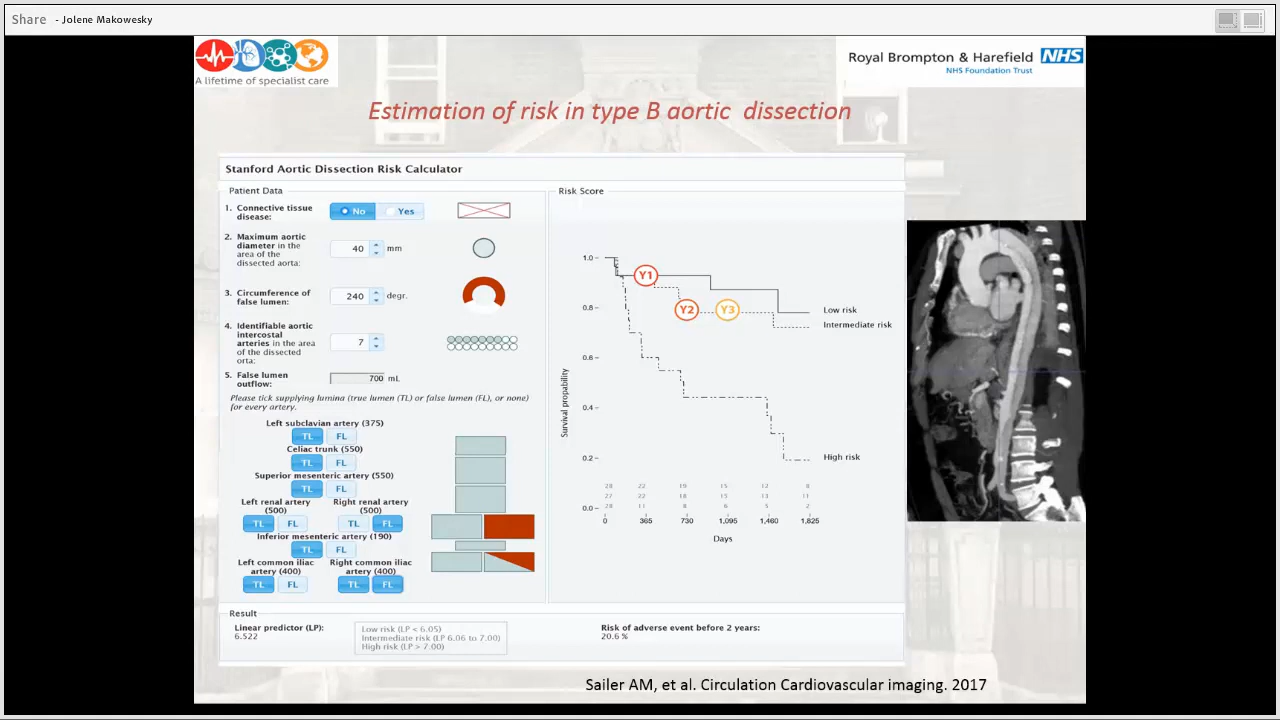 Share - Jolene Makowesky
A lifetime of specialist care
Royal Brompton & Harefield NHS
NHS Foundation Trust
Estimation of risk in type B aortic dissection
Stanford Aortic Dissection Risk Calculator
Patient Data
1. Connective tissue
disease:
No Yes
2. Maximum aortic
diameter in the
area of the
dissected aorta:
40 mm
3. Circumference of
false lumen:
240 degr.
4. Identifiable aortic
intercostal
arteries in the area
of the dissected
orta:
7
5. False lumen
outflow:
700 mL
Please tick supplying lumina (true lumen (TL) or false lumen (FL), or none)
for every artery.
Left subclavian artery (375)
TL FL
Celiac trunk (550)
TL FL
Superior mesenteric artery (550)
TL FL
Left renal artery
(500)
TL FL
Right renal artery
(500)
TL FL
Inferior mesenteric artery (190)
TL FL
Left common iliac
artery (400)
TL FL
Right common iliac
artery (400)
TL FL
Risk Score
Survival propability
1.0
0.8
0.6
0.4
0.2
0.0
Y1
Y2
Y3
Low risk
Intermediate risk
High risk
28 22 19 15 12 8
27 22 18 15 13 11
28 11 8 6 5 2
0 365 730 1,095 1,460 1,825
Days
Result
Linear predictor (LP):
6.522
Low risk (LP < 6.05)
Intermediate risk (LP 6.06 to 7.00)
High risk (LP > 7.00)
Risk of adverse event before 2 years:
20.6 %
Sailer AM, et al. Circulation Cardiovascular imaging. 2017